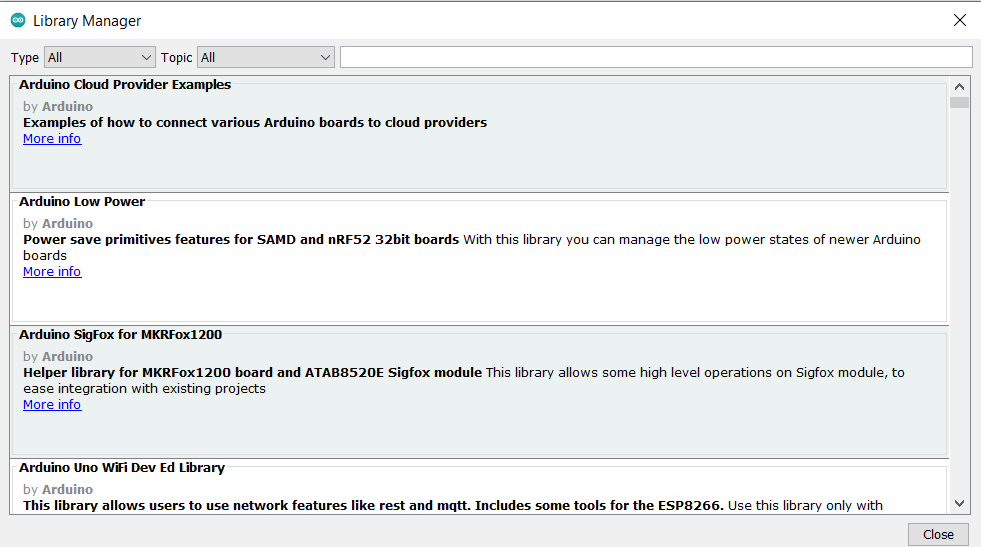 Library Manager
Type All Topic All
Arduino Cloud Provider Examples
by Arduino
Examples of how to connect various Arduino boards to cloud providers
More info
Arduino Low Power
by Arduino
Power save primitives features for SAMD and nRF52 32bit boards With this library you can manage the low power states of newer Arduino
boards
More info
Arduino SigFox for MKRFox1200
by Arduino
Helper library for MKRFox1200 board and ATAB8520E Sigfox module This library allows some high level operations on Sigfox module, to
ease integration with existing projects
More info
Arduino Uno WiFi Dev Ed Library
by Arduino
This library allows users to use network features like rest and mqtt. Includes some tools for the ESP8266. Use this library only with
Close